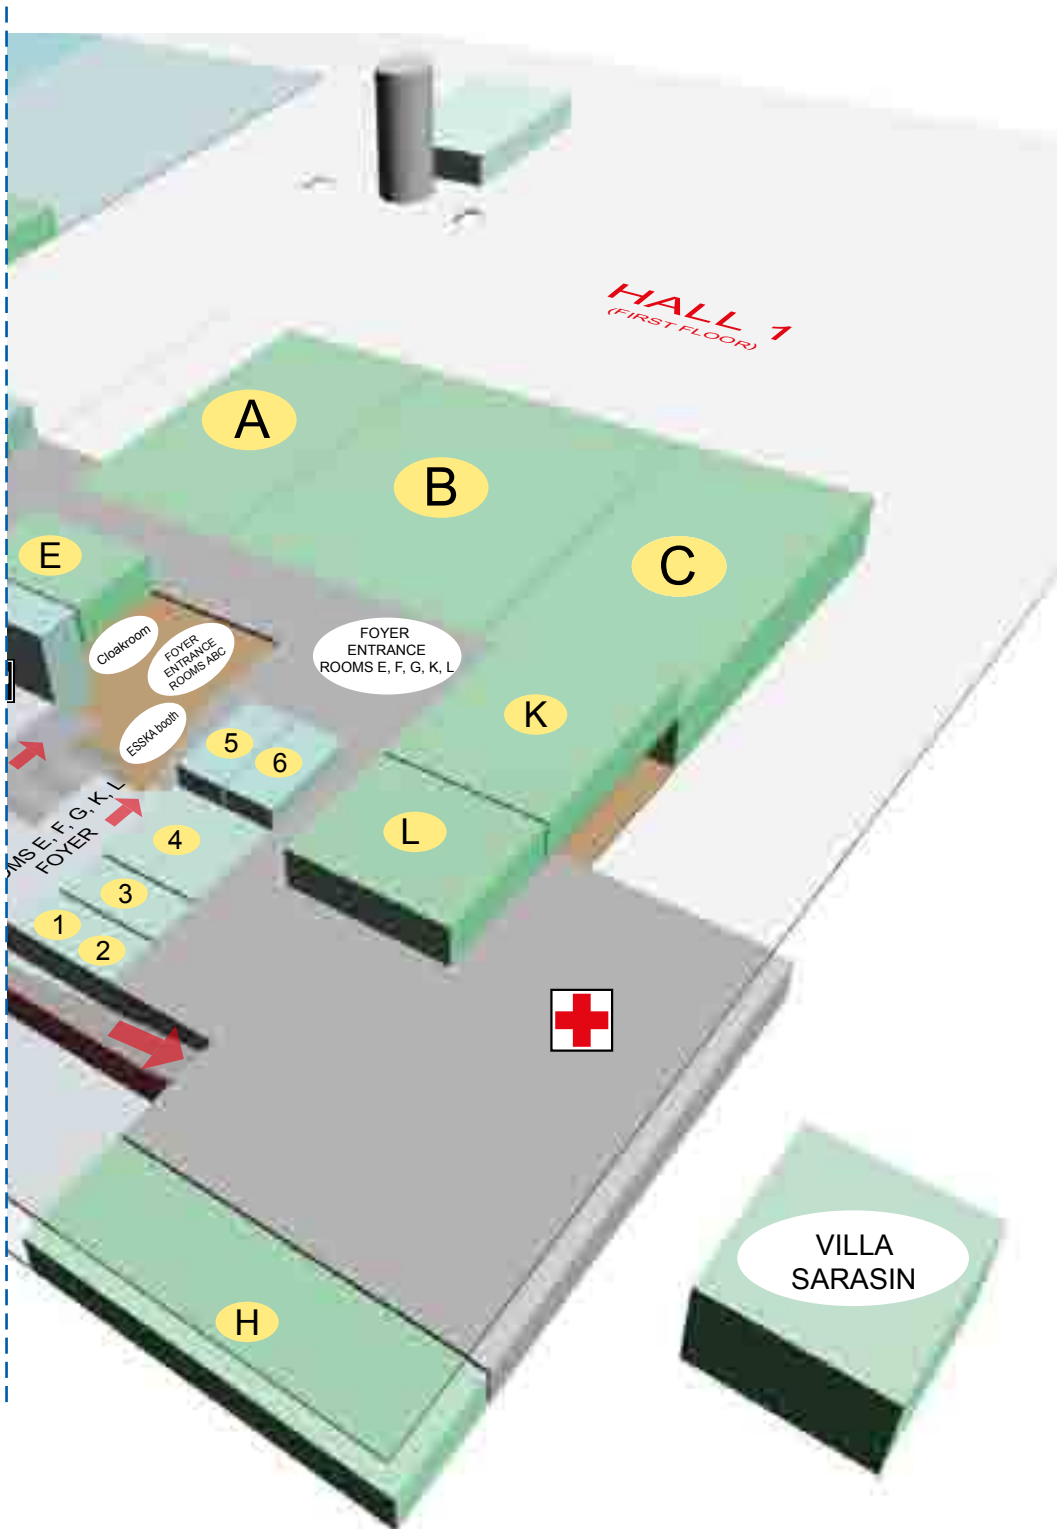 HALL 1
(FIRST FLOOR)
A
B
C
E
Cloakroom
FOYER
ENTRANCE
ROOMS ABC
FOYER
ENTRANCE
ROOMS E, F, G, K, L
K
ESSKA booth
5
6
L
4
E, F, G, K, L
FOYER
3
1
2
VILLA
SARASIN
H